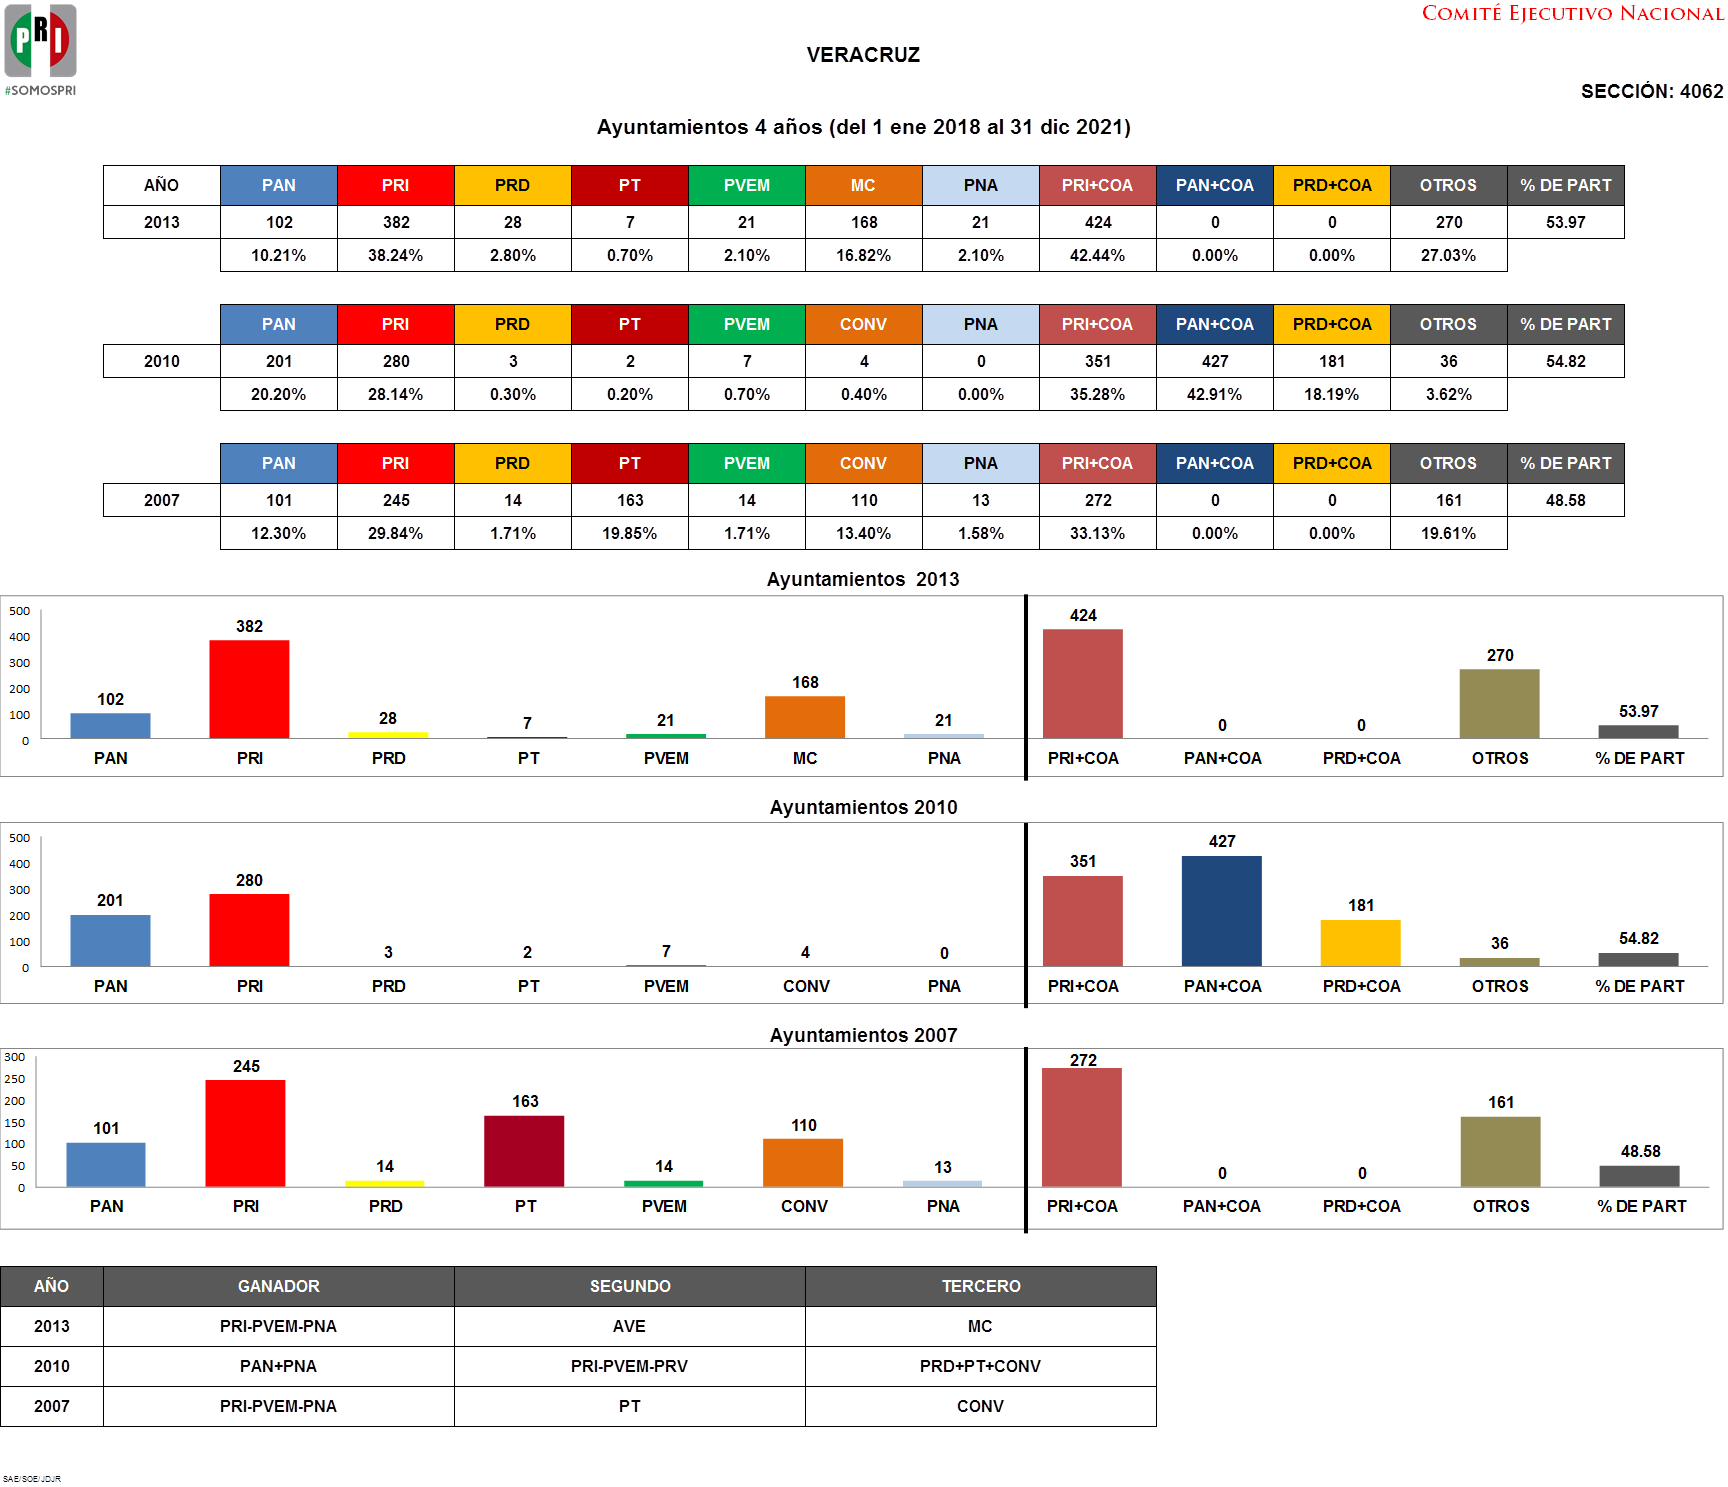 PRI
#SOMOSPRI
COMITÉ EJECUTIVO NACIONAL
VERACRUZ
SECCIÓN: 4062
Ayuntamientos 4 años (del 1 ene 2018 al 31 dic 2021)
AÑO PAN PRI PRD PT PVEM MC PNA PRI+COA PAN+COA PRD+COA OTROS % DE PART
2013 102 382 28 7 21 168 21 424 0 0 270 53.97
10.21% 38.24% 2.80% 0.70% 2.10% 16.82% 2.10% 42.44% 0.00% 0.00% 27.03%
PAN PRI PRD PT PVEM CONV PNA PRI+COA PAN+COA PRD+COA OTROS % DE PART
2010 201 280 3 2 7 4 0 351 427 181 36 54.82
20.20% 28.14% 0.30% 0.20% 0.70% 0.40% 0.00% 35.28% 42.91% 18.19% 3.62%
PAN PRI PRD PT PVEM CONV PNA PRI+COA PAN+COA PRD+COA OTROS % DE PART
2007 101 245 14 163 14 110 13 272 0 0 161 48.58
12.30% 29.84% 1.71% 19.85% 1.71% 13.40% 1.58% 33.13% 0.00% 0.00% 19.61%
Ayuntamientos 2013
500
400
300
200
100
0
102 382 28 7 21 168 21 424 0 0 270 53.97
PAN PRI PRD PT PVEM MC PNA PRI+COA PAN+COA PRD+COA OTROS % DE PART
Ayuntamientos 2010
500
400
300
200
100
0
201 280 3 2 7 4 0 351 427 181 36 54.82
PAN PRI PRD PT PVEM CONV PNA PRI+COA PAN+COA PRD+COA OTROS % DE PART
Ayuntamientos 2007
300
250
200
150
100
50
0
101 245 14 163 14 110 13 272 0 0 161 48.58
PAN PRI PRD PT PVEM CONV PNA PRI+COA PAN+COA PRD+COA OTROS % DE PART
AÑO GANADOR SEGUNDO TERCERO
2013 PRI-PVEM-PNA AVE MC
2010 PAN+PNA PRI-PVEM-PRV PRD+PT+CONV
2007 PRI-PVEM-PNA PT CONV
SAE/SOE/JDJR